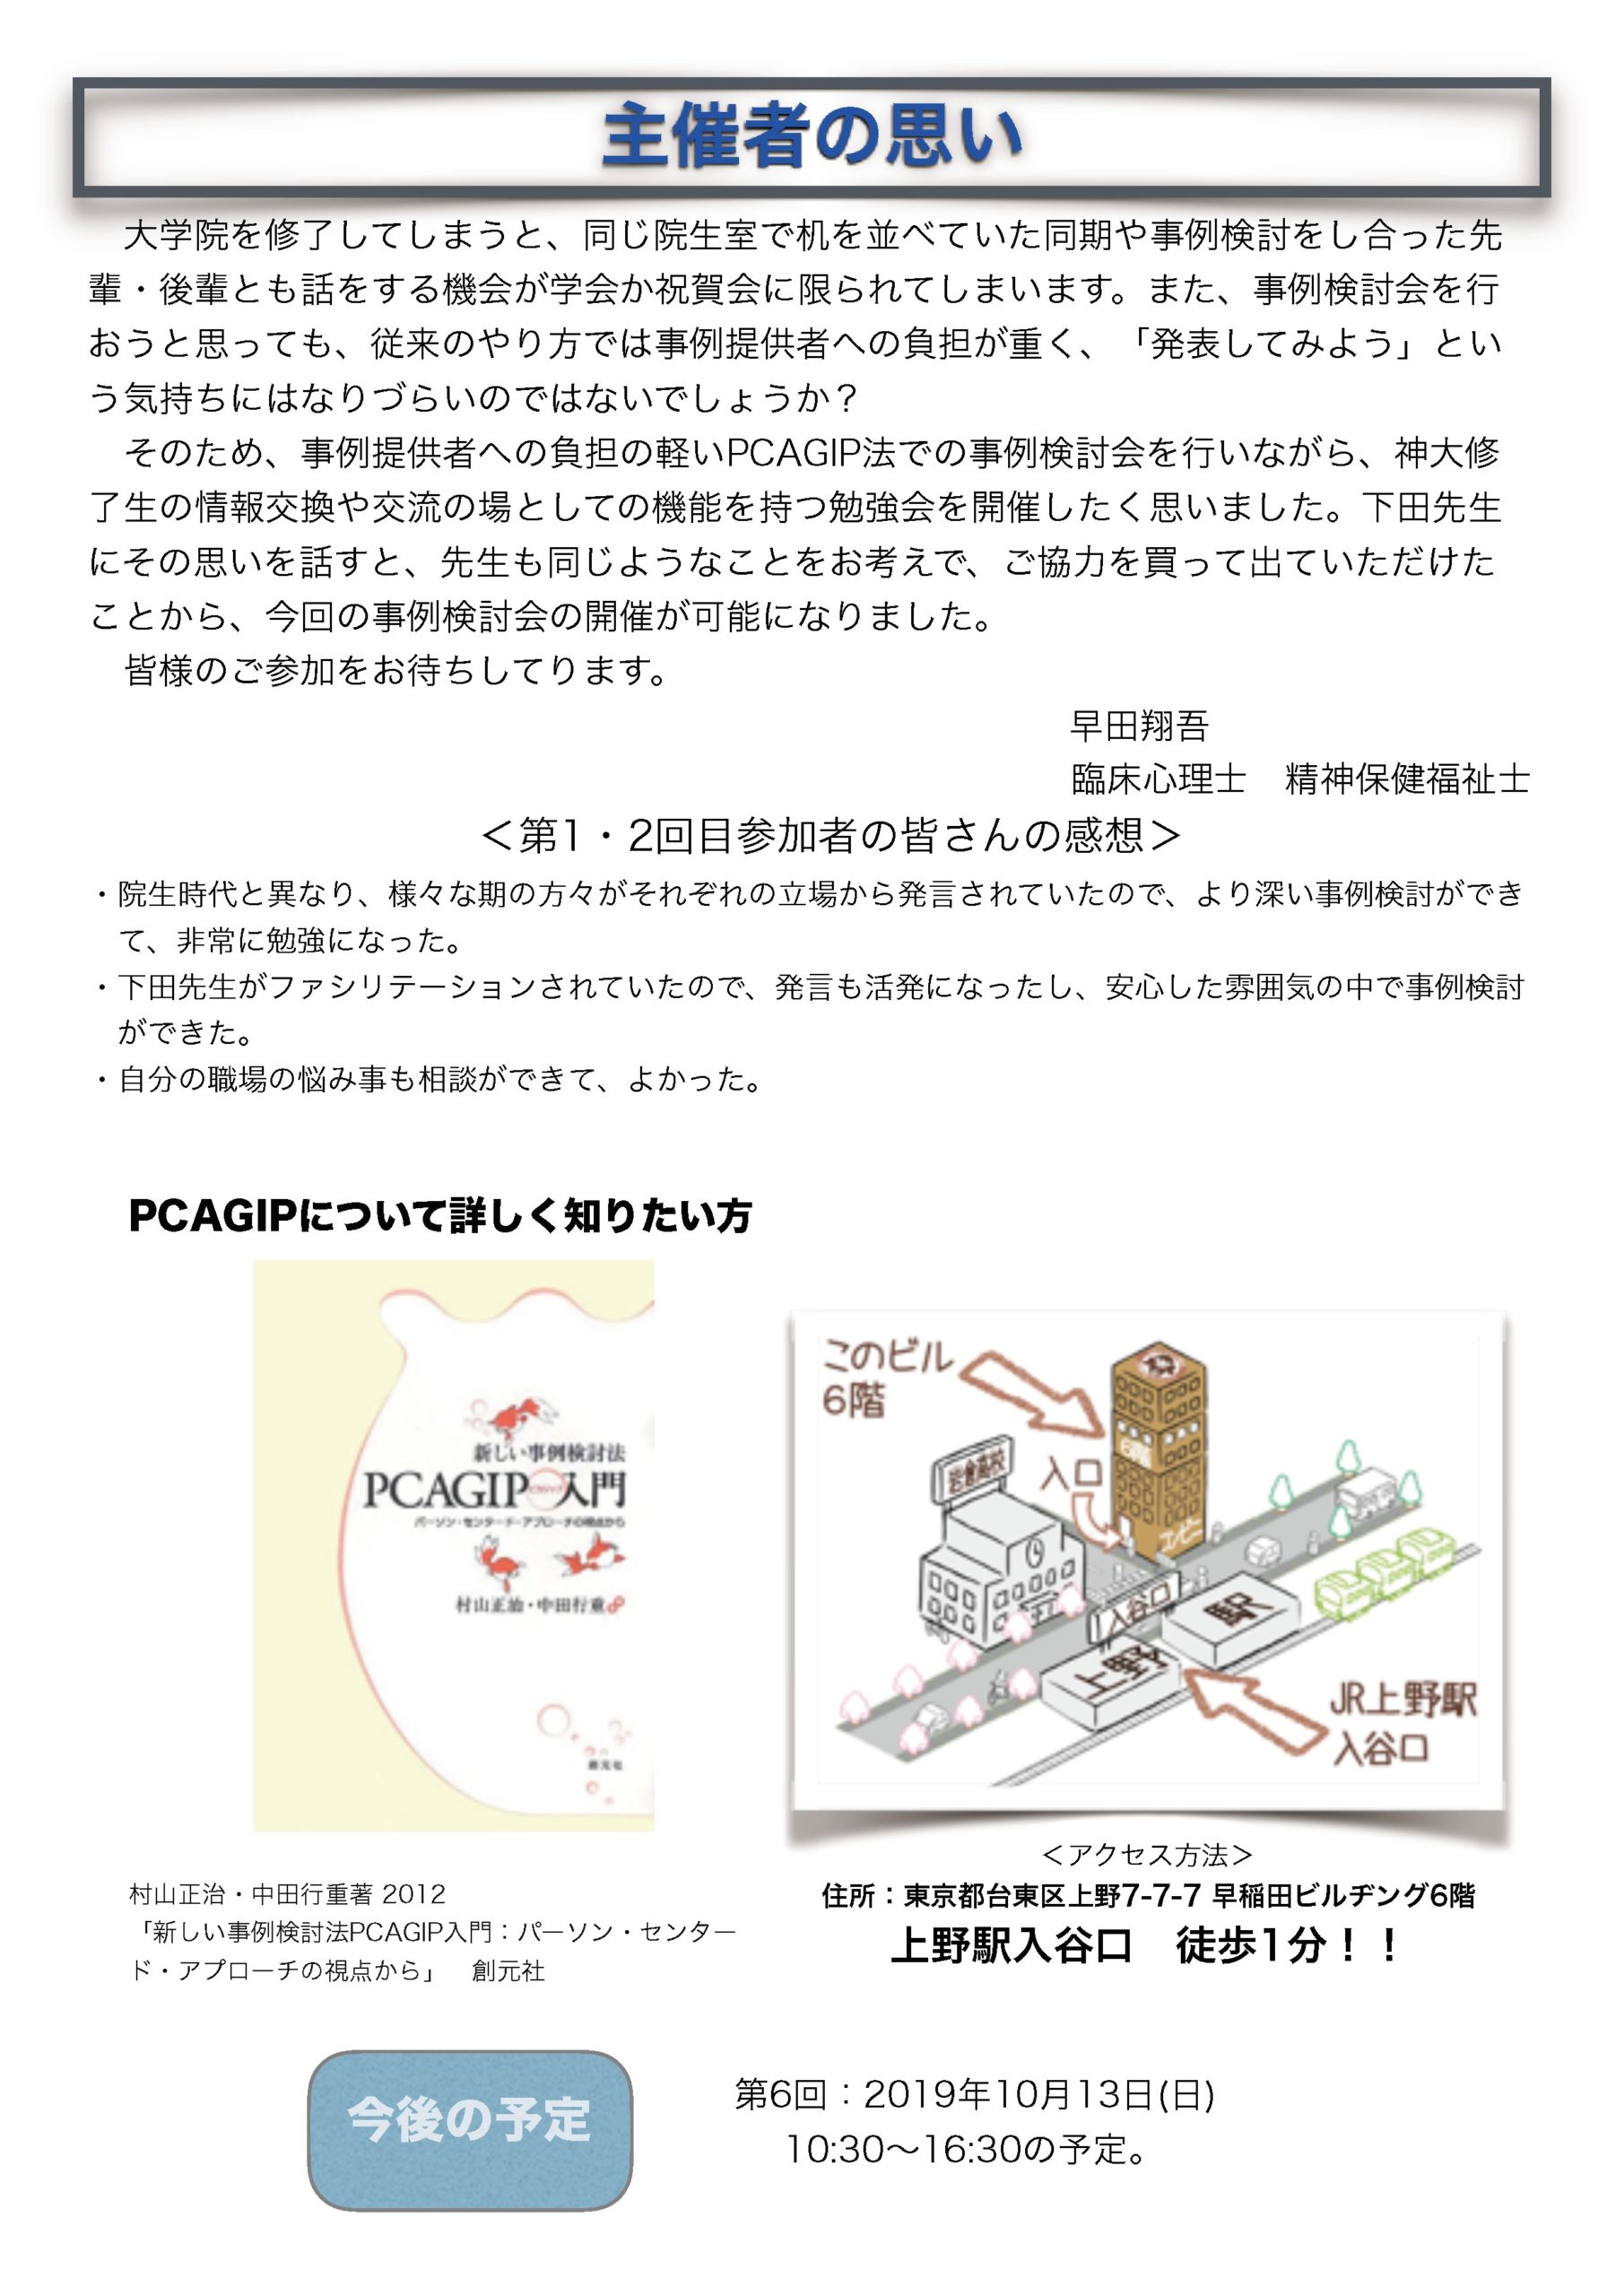 主催者の思い
　大学院を修了してしまうと、同じ院生室で机を並べていた同期や事例検討をし合った先
輩・後輩とも話をする機会が学会か祝賀会に限られてしまいます。また、事例検討会を行
おうと思っても、従来のやり方では事例提供者への負担が重く、「発表してみよう」とい
う気持ちにはなりづらいのではないでしょうか？
　そのため、事例提供者への負担の軽いPCAGIP法での事例検討会を行いながら、神大修
了生の情報交換や交流の場としての機能を持つ勉強会を開催したく思いました。下田先生
にその思いを話すと、先生も同じようなことをお考えで、ご協力を買って出ていただけた
ことから、今回の事例検討会の開催が可能になりました。
　皆様のご参加をお待ちしてります。
早田翔吾
臨床心理士　精神保健福祉士
＜第1・2回目参加者の皆さんの感想＞
・院生時代と異なり、様々な期の方々がそれぞれの立場から発言されていたので、より深い事例検討ができ
て、非常に勉強になった。
・下田先生がファシリテーションされていたので、発言も活発になったし、安心した雰囲気の中で事例検討
ができた。
・自分の職場の悩み事も相談ができて、よかった。
PCAGIPについて詳しく知りたい方
新しい事例検討法
PCAGIP入門
パーソン・センタード・アプローチの視点から
村山正治・中田行重
創元社
このビル
6階
岩倉高校
入口
コンビニ
入谷口
駅
上野
JR上野駅
入谷口
村山正治・中田行重著 2012
「新しい事例検討法PCAGIP入門：パーソン・センター
ド・アプローチの視点から」　創元社
＜アクセス方法＞
住所：東京都台東区上野7-7-7 早稲田ビルヂング6階
上野駅入谷口　徒歩1分！！
今後の予定
第6回：2019年10月13日(日)
10:30〜16:30の予定。